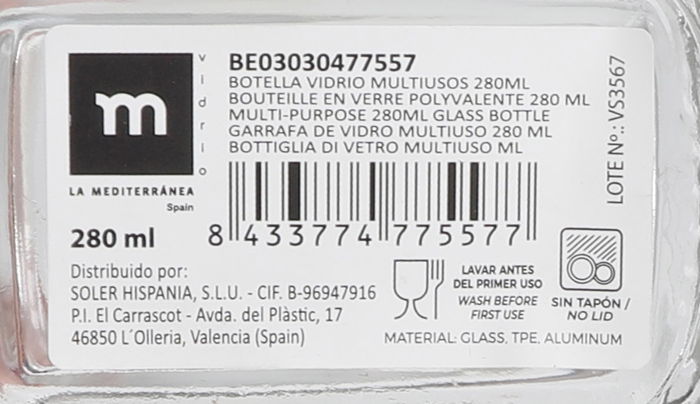 m
vidrio
LA MEDITERRÁNEA
Spain
280 ml
BE03030477557
BOTELLA VIDRIO MULTIUSOS 280ML
BOUTEILLE EN VERRE POLYVALENTE 280 ML
MULTI-PURPOSE 280ML GLASS BOTTLE
GARRAFA DE VIDRO MULTIUSO 280 ML
BOTTIGLIA DI VETRO MULTIUSO ML
8 433774 775577
LOTE Nº.: VS3567
Distribuido por:
SOLER HISPANIA, S.L.U. - CIF. B-96947916
P.I. El Carrascot - Avda. del Plàstic, 17
46850 L´Olleria, Valencia (Spain)
LAVAR ANTES
DEL PRIMER USO
WASH BEFORE
FIRST USE
SIN TAPÓN /
NO LID
MATERIAL: GLASS, TPE, ALUMINUM